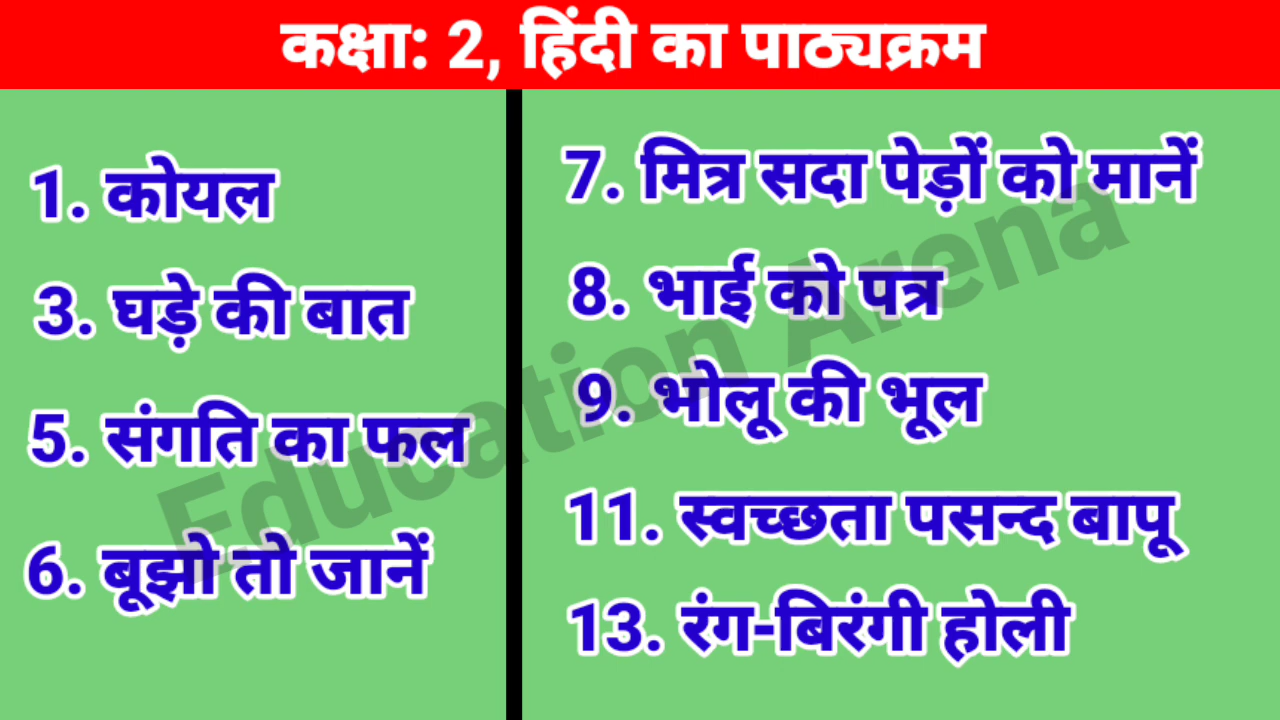 कक्षा: 2, हिंदी का पाठ्यक्रम
1. कोयल
3. घड़े की बात
5. संगति का फल
6. बूझो तो जानें
7. मित्र सदा पेड़ों को मानें
8. भाई को पत्र
9. भोलू की भूल
11. स्वच्छता पसन्द बापू
13. रंग-बिरंगी होली
Education Arena